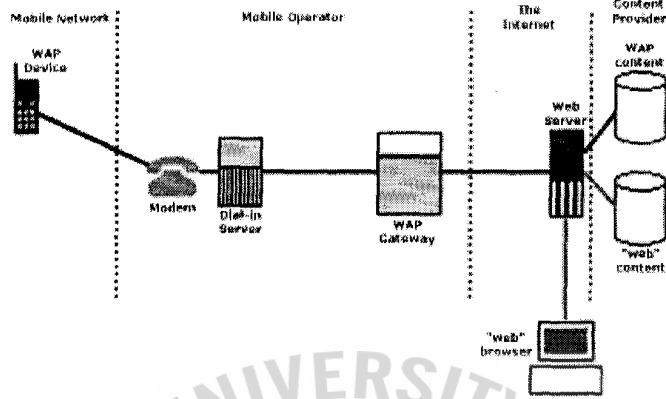 Mobile Network
Mobile Operator
The
Internet
Content
Provider
WAP
Device
WAP
content
Web
Server
Modem
Dial-in
Server
WAP
Gateway
"web"
content
"web"
browser
UNIVERSITY